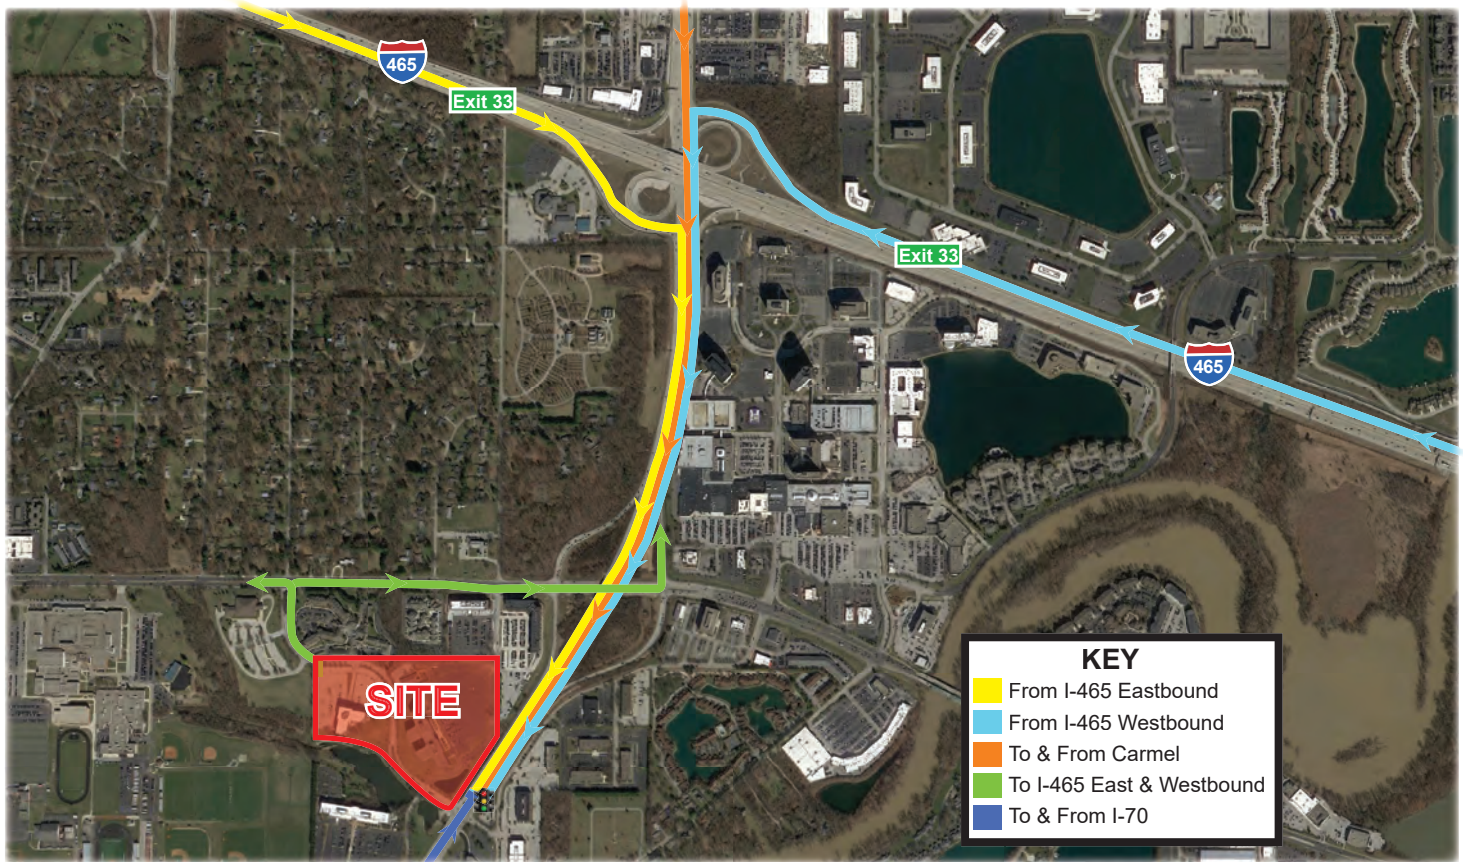 465
Exit 33
Exit 33
465
SITE
KEY
From I-465 Eastbound
From I-465 Westbound
To & From Carmel
To I-465 East & Westbound
To & From I-70